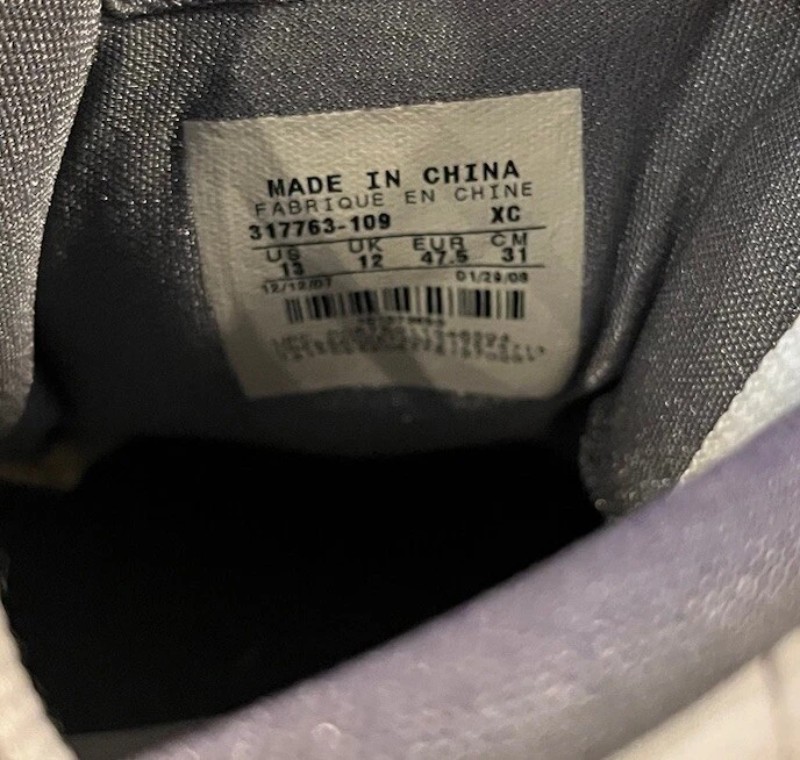 MADE IN CHINA
FABRIQUE EN CHINE
317763-109 XC
US UK EUR CM
13 12 47.5 31
12/12/07 01/29/08